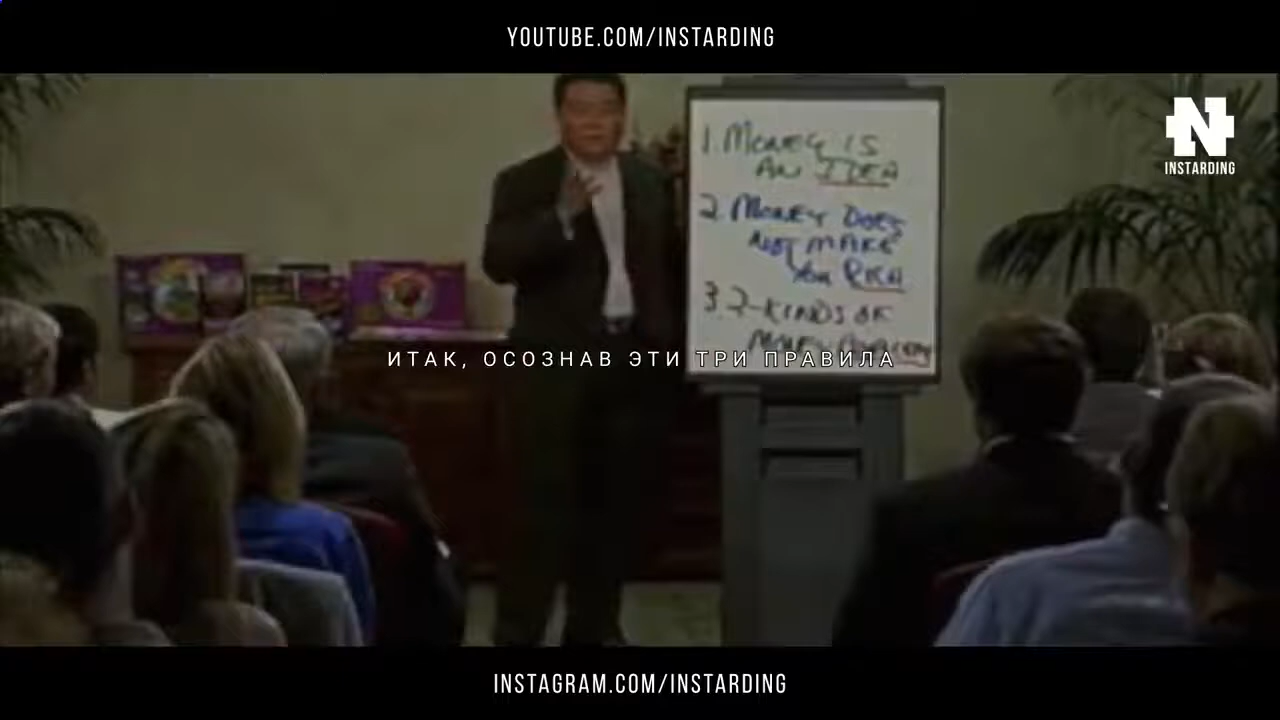 YOUTUBE.COM/INSTARDING
N
INSTARDING
1. MONEY IS
AN IDEA
2. MONEY DOES
NOT MAKE
YOU RICH
3. 2-KINDS OF
MONEY
ИТАК, ОСОЗНАВ ЭТИ ТРИ ПРАВИЛА
INSTAGRAM.COM/INSTARDING